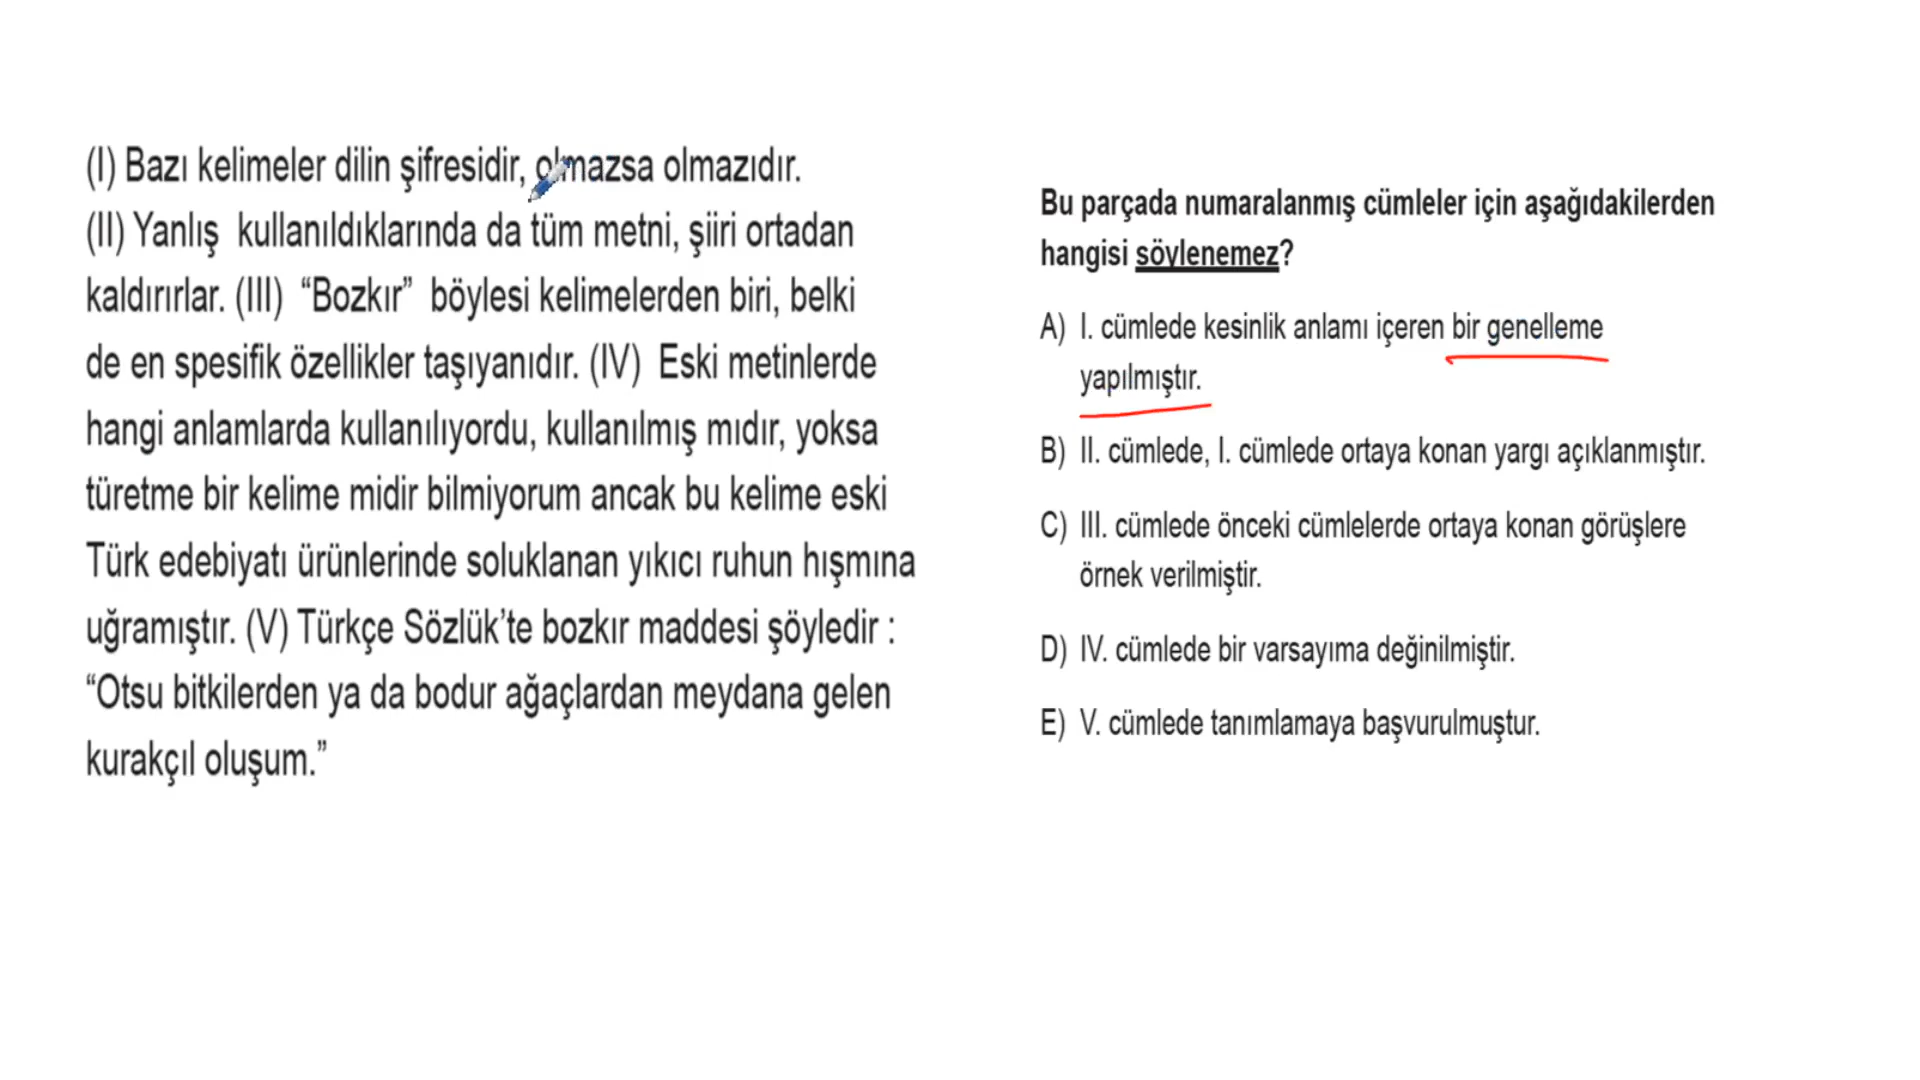 (I) Bazı kelimeler dilin şifresidir, olmazsa olmazıdır.
(II) Yanlış kullanıldıklarında da tüm metni, şiiri ortadan
kaldırırlar. (III) “Bozkır” böylesi kelimelerden biri, belki
de en spesifik özellikler taşıyanıdır. (IV) Eski metinlerde
hangi anlamlarda kullanılıyordu, kullanılmış mıdır, yoksa
türetme bir kelime midir bilmiyorum ancak bu kelime eski
Türk edebiyatı ürünlerinde soluklanan yıkıcı ruhun hışmına
uğramıştır. (V) Türkçe Sözlük’te bozkır maddesi şöyledir :
“Otsu bitkilerden ya da bodur ağaçlardan meydana gelen
kurakçıl oluşum.”
Bu parçada numaralanmış cümleler için aşağıdakilerden
hangisi söylenemez?
A) I. cümlede kesinlik anlamı içeren bir genelleme
yapılmıştır.
B) II. cümlede, I. cümlede ortaya konan yargı açıklanmıştır.
C) III. cümlede önceki cümlelerde ortaya konan görüşlere
örnek verilmiştir.
D) IV. cümlede bir varsayıma değinilmiştir.
E) V. cümlede tanımlamaya başvurulmuştur.